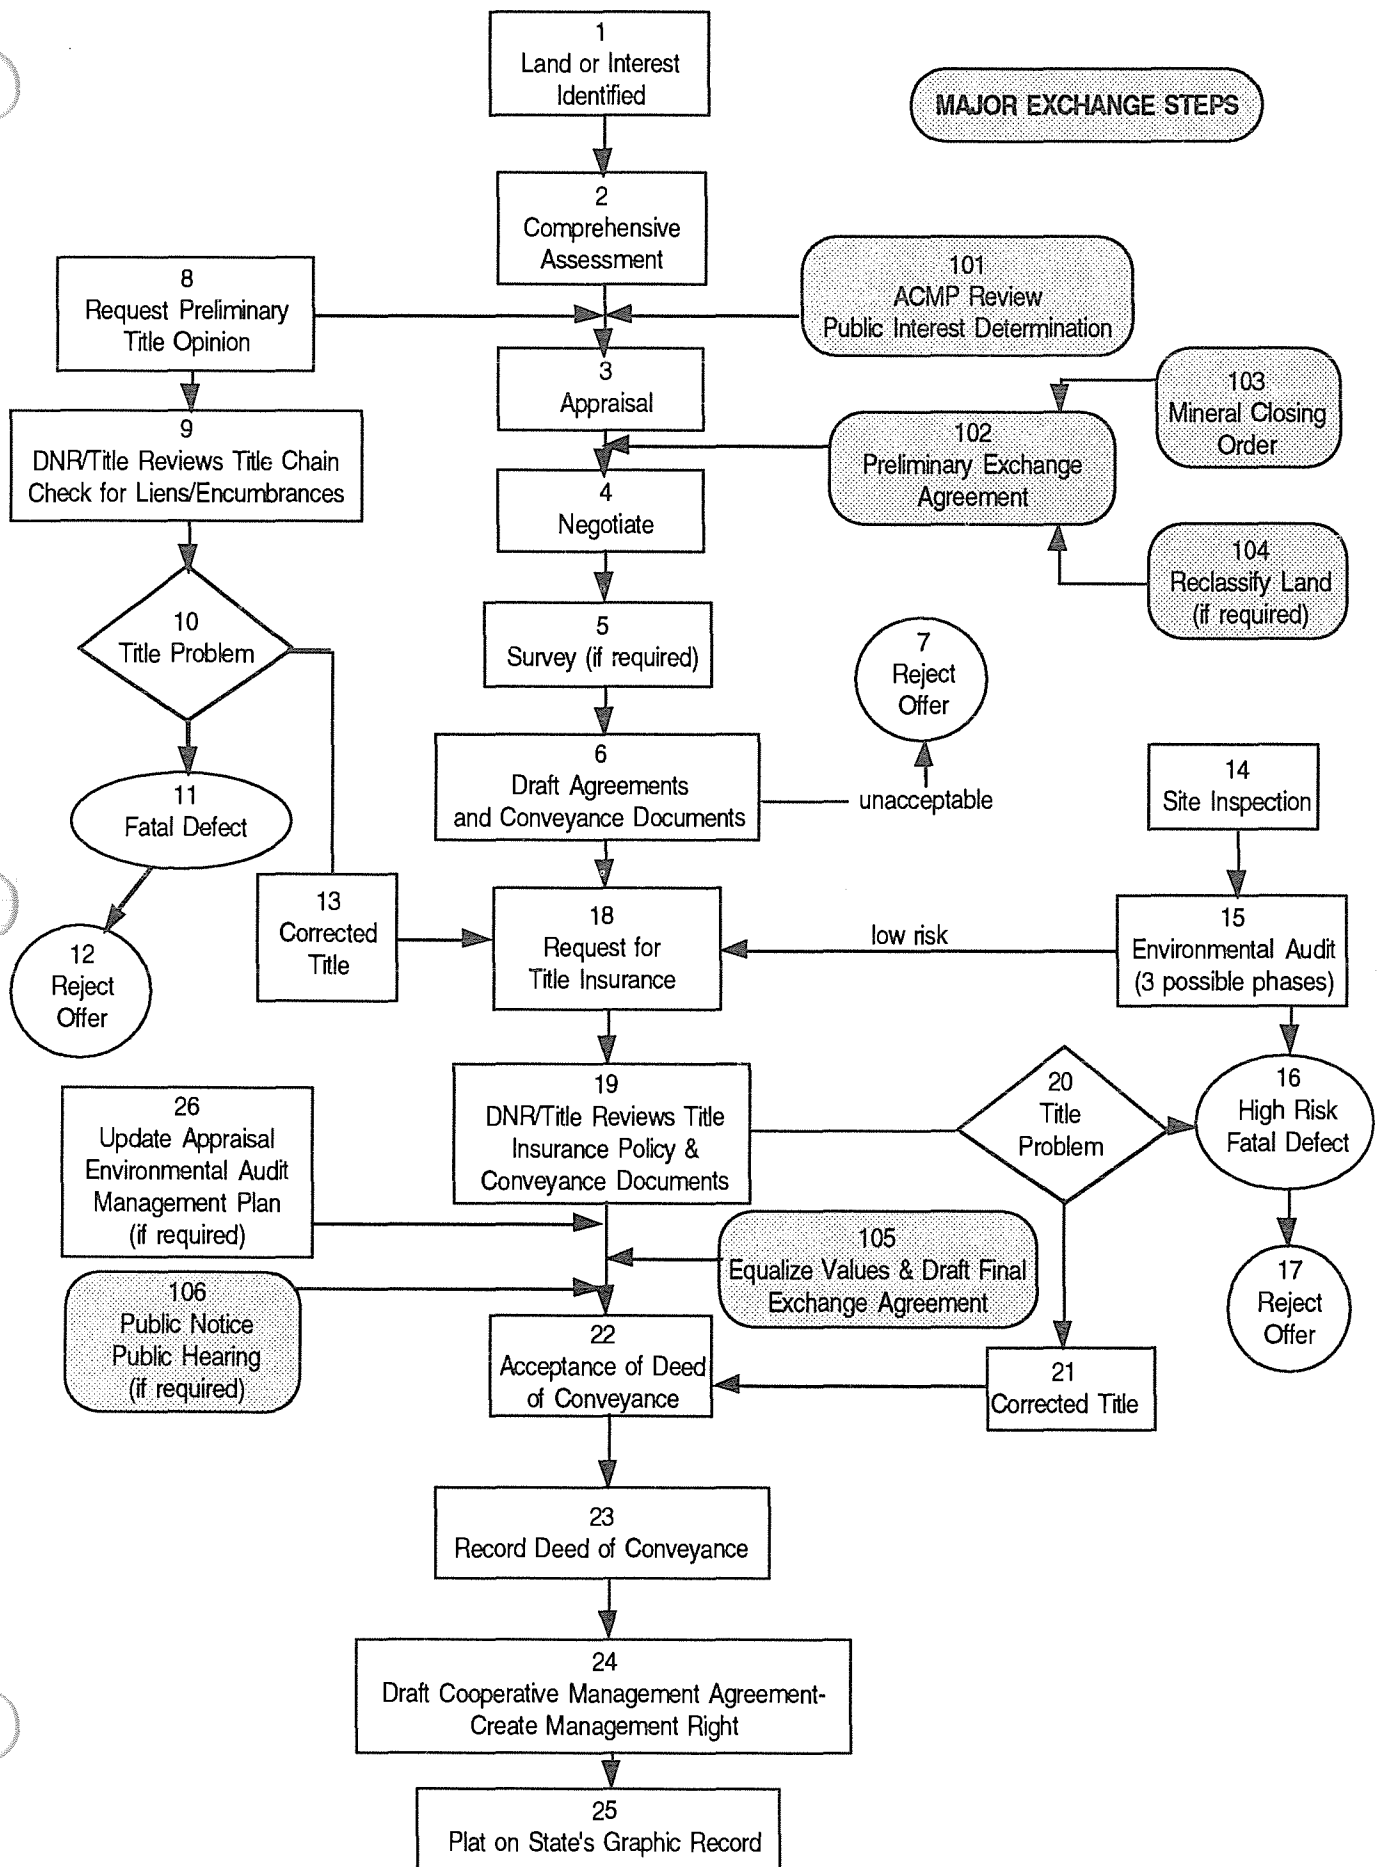 1
Land or Interest
Identified
MAJOR EXCHANGE STEPS
2
Comprehensive
Assessment
8
Request Preliminary
Title Opinion
101
ACMP Review
Public Interest Determination
3
Appraisal
103
Mineral Closing
Order
9
DNR/Title Reviews Title Chain
Check for Liens/Encumbrances
102
Preliminary Exchange
Agreement
4
Negotiate
104
Reclassify Land
(if required)
10
Title Problem
5
Survey (if required)
7
Reject
Offer
6
Draft Agreements
and Conveyance Documents
unacceptable
14
Site Inspection
11
Fatal Defect
13
Corrected
Title
18
Request for
Title Insurance
low risk
15
Environmental Audit
(3 possible phases)
12
Reject
Offer
19
DNR/Title Reviews Title
Insurance Policy &
Conveyance Documents
20
Title
Problem
16
High Risk
Fatal Defect
26
Update Appraisal
Environmental Audit
Management Plan
(if required)
105
Equalize Values & Draft Final
Exchange Agreement
17
Reject
Offer
106
Public Notice
Public Hearing
(if required)
22
Acceptance of Deed
of Conveyance
21
Corrected Title
23
Record Deed of Conveyance
24
Draft Cooperative Management Agreement-
Create Management Right
25
Plat on State's Graphic Record